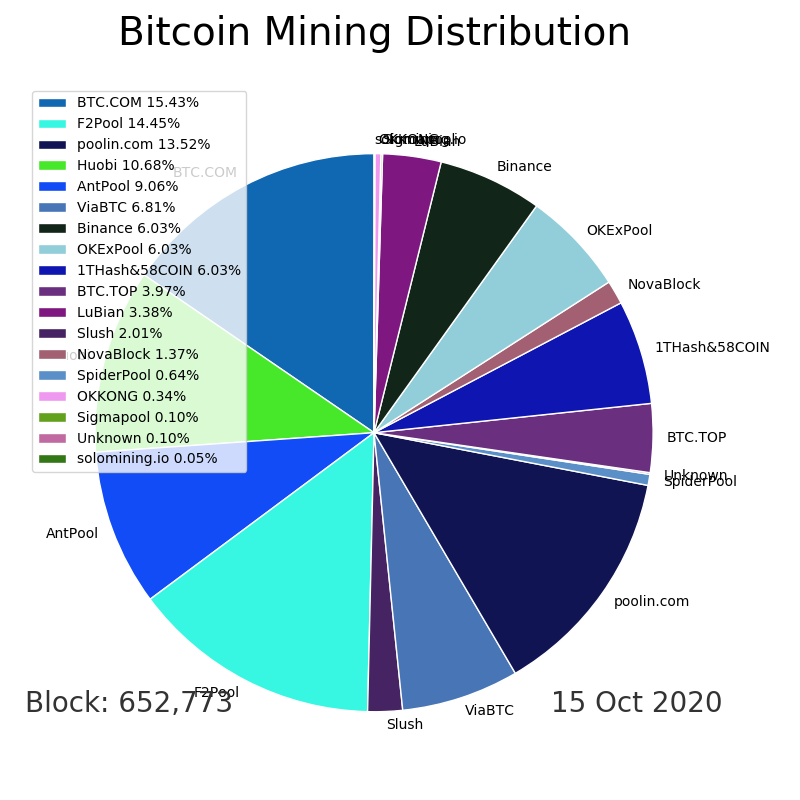 Bitcoin Mining Distribution
BTC.COM 15.43%
F2Pool 14.45%
poolin.com 13.52%
Huobi 10.68%
AntPool 9.06%
ViaBTC 6.81%
Binance 6.03%
OKExPool 6.03%
1THash&58COIN 6.03%
BTC.TOP 3.97%
LuBian 3.38%
Slush 2.01%
NovaBlock 1.37%
SpiderPool 0.64%
OKKONG 0.34%
Sigmapool 0.10%
Unknown 0.10%
solomining.io 0.05%
BTC.COM
Binance
OKExPool
NovaBlock
1THash&58COIN
BTC.TOP
Unknown
SpiderPool
poolin.com
ViaBTC
Slush
F2Pool
AntPool
Block: 652,773
15 Oct 2020